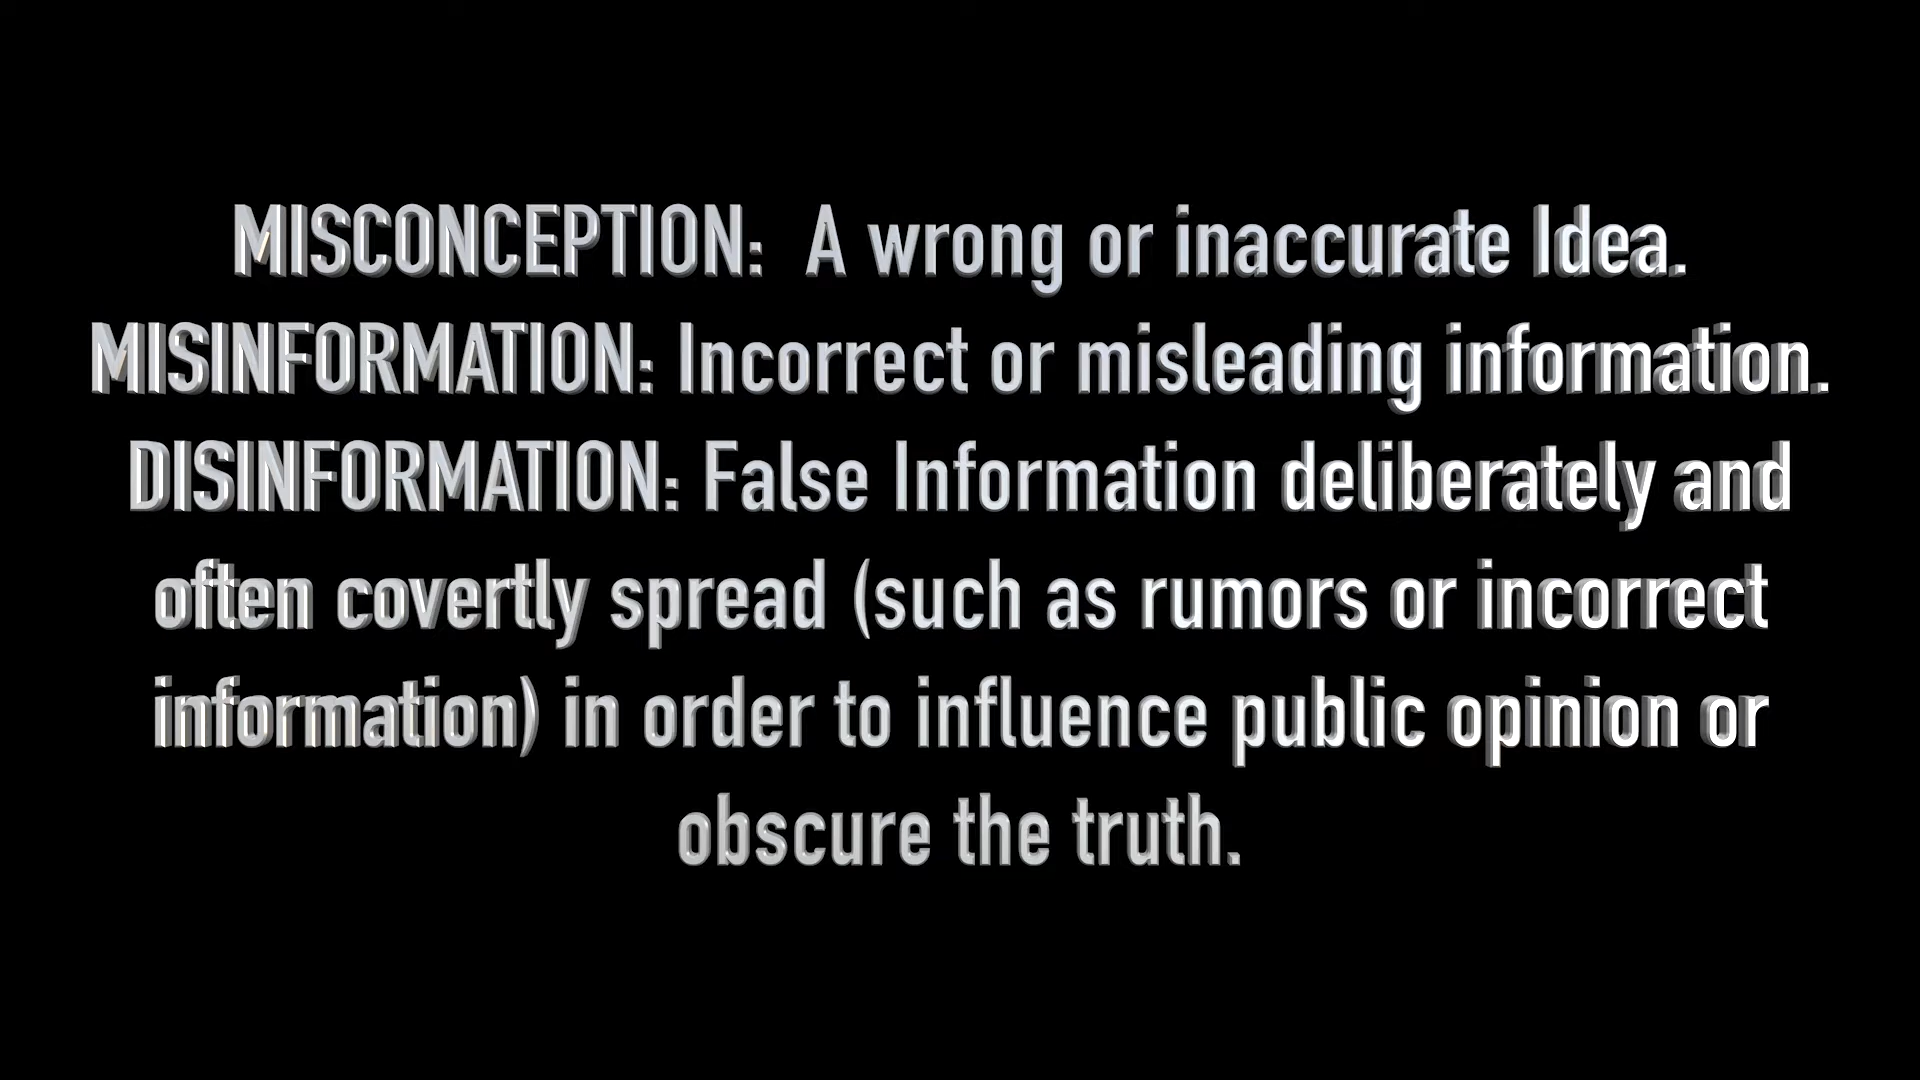 MISCONCEPTION:  A wrong or inaccurate Idea.
MISINFORMATION: Incorrect or misleading information.
DISINFORMATION: False Information deliberately and
often covertly spread (such as rumors or incorrect
information) in order to influence public opinion or
obscure the truth.